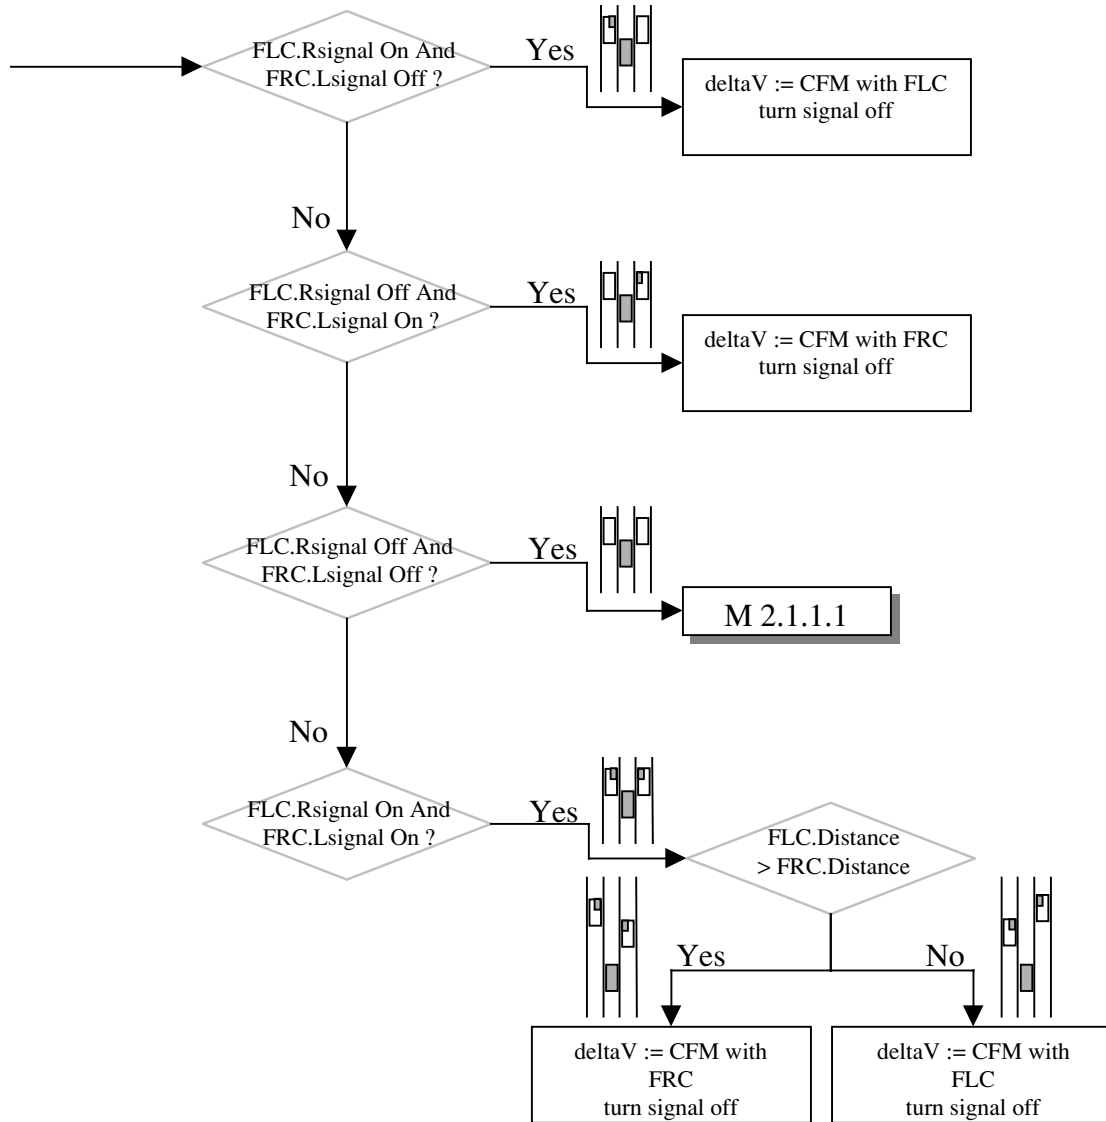 FLC.Rsignal On And
FRC.Lsignal Off ?
Yes
deltaV := CFM with FLC
turn signal off
No
FLC.Rsignal Off And
FRC.Lsignal On ?
Yes
deltaV := CFM with FRC
turn signal off
No
FLC.Rsignal Off And
FRC.Lsignal Off ?
Yes
M 2.1.1.1
No
FLC.Rsignal On And
FRC.Lsignal On ?
Yes
FLC.Distance
> FRC.Distance
Yes
No
deltaV := CFM with
FRC
turn signal off
deltaV := CFM with
FLC
turn signal off